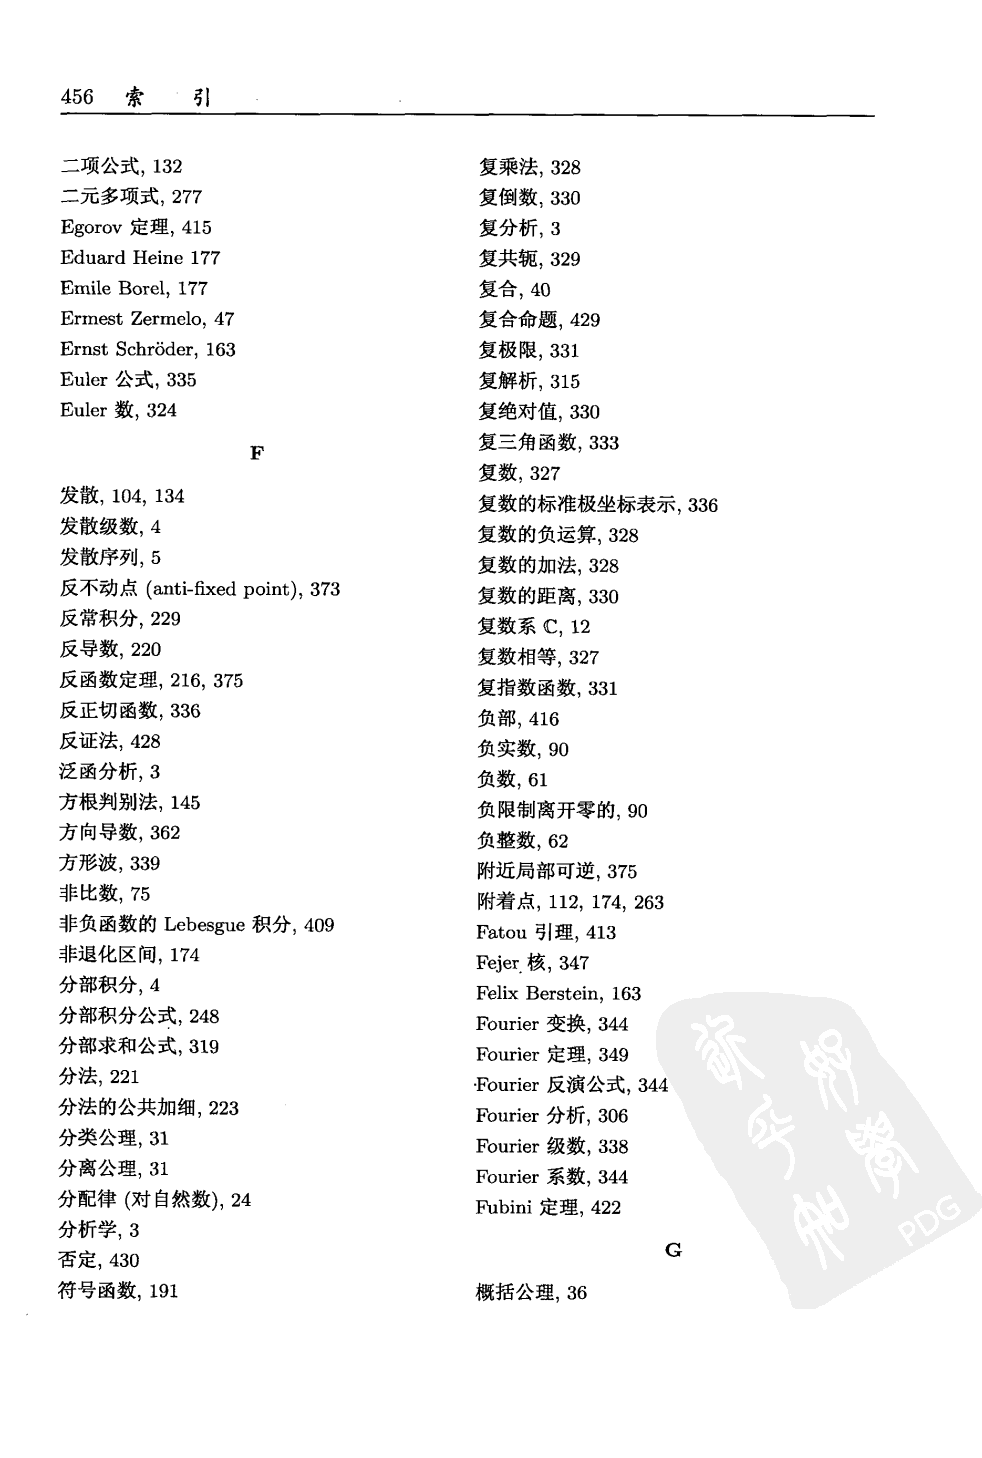 456 索 引
二项公式, 132
二元多项式, 277
Egorov 定理, 415
Eduard Heine 177
Emile Borel, 177
Ermest Zermelo, 47
Ernst Schröder, 163
Euler 公式, 335
Euler 数, 324
F
发散, 104, 134
发散级数, 4
发散序列, 5
反不动点 (anti-fixed point), 373
反常积分, 229
反导数, 220
反函数定理, 216, 375
反正切函数, 336
反证法, 428
泛函分析, 3
方根判别法, 145
方向导数, 362
方形波, 339
非比数, 75
非负函数的 Lebesgue 积分, 409
非退化区间, 174
分部积分, 4
分部积分公式, 248
分部求和公式, 319
分法, 221
分法的公共加细, 223
分类公理, 31
分离公理, 31
分配律 (对自然数), 24
分析学, 3
否定, 430
符号函数, 191
复乘法, 328
复倒数, 330
复分析, 3
复共轭, 329
复合, 40
复合命题, 429
复极限, 331
复解析, 315
复绝对值, 330
复三角函数, 333
复数, 327
复数的标准极坐标表示, 336
复数的负运算, 328
复数的加法, 328
复数的距离, 330
复数系 ℂ, 12
复数相等, 327
复指数函数, 331
负部, 416
负实数, 90
负数, 61
负限制离开零的, 90
负整数, 62
附近局部可逆, 375
附着点, 112, 174, 263
Fatou 引理, 413
Fejer 核, 347
Felix Berstein, 163
Fourier 变换, 344
Fourier 定理, 349
Fourier 反演公式, 344
Fourier 分析, 306
Fourier 级数, 338
Fourier 系数, 344
Fubini 定理, 422
G
概括公理, 36
PDG